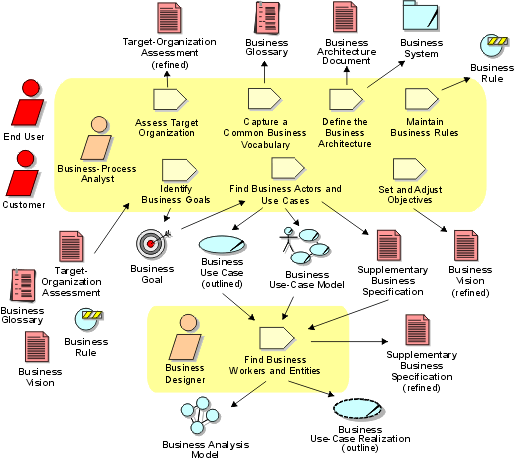 Target-Organization
Assessment
(refined)
Business
Glossary
Business
Architecture
Document
Business
System
Business
Rule
End User
Customer
Business-Process
Analyst
Assess Target
Organization
Capture a
Common Business
Vocabulary
Define the
Business
Architecture
Maintain
Business Rules
Identify
Business Goals
Find Business Actors and
Use Cases
Set and Adjust
Objectives
Target-
Organization
Assessment
Business
Glossary
Business
Rule
Business
Vision
Business
Goal
Business
Use Case
(outlined)
Business
Use-Case Model
Supplementary
Business
Specification
Business
Vision
(refined)
Business
Designer
Find Business
Workers and Entities
Supplementary
Business
Specification
(refined)
Business Analysis
Model
Business
Use-Case Realization
(outline)